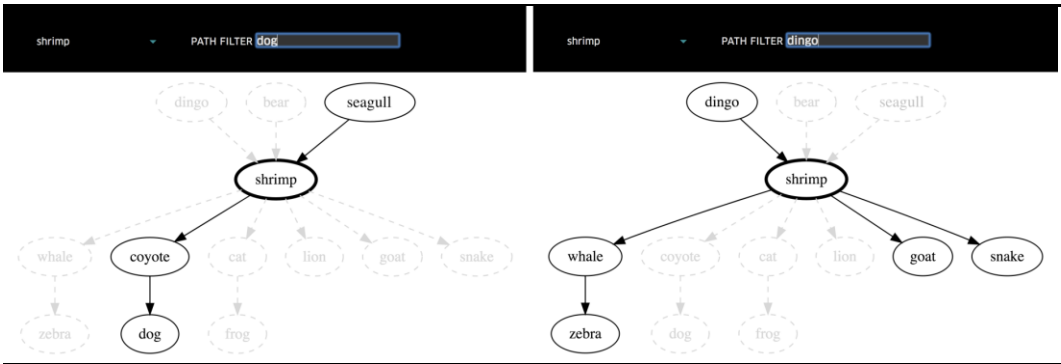 shrimp PATH FILTER dog
dingo bear seagull
shrimp
whale coyote cat lion goat snake
zebra dog frog
shrimp PATH FILTER dingo
dingo bear seagull
shrimp
whale coyote cat lion goat snake
zebra dog frog